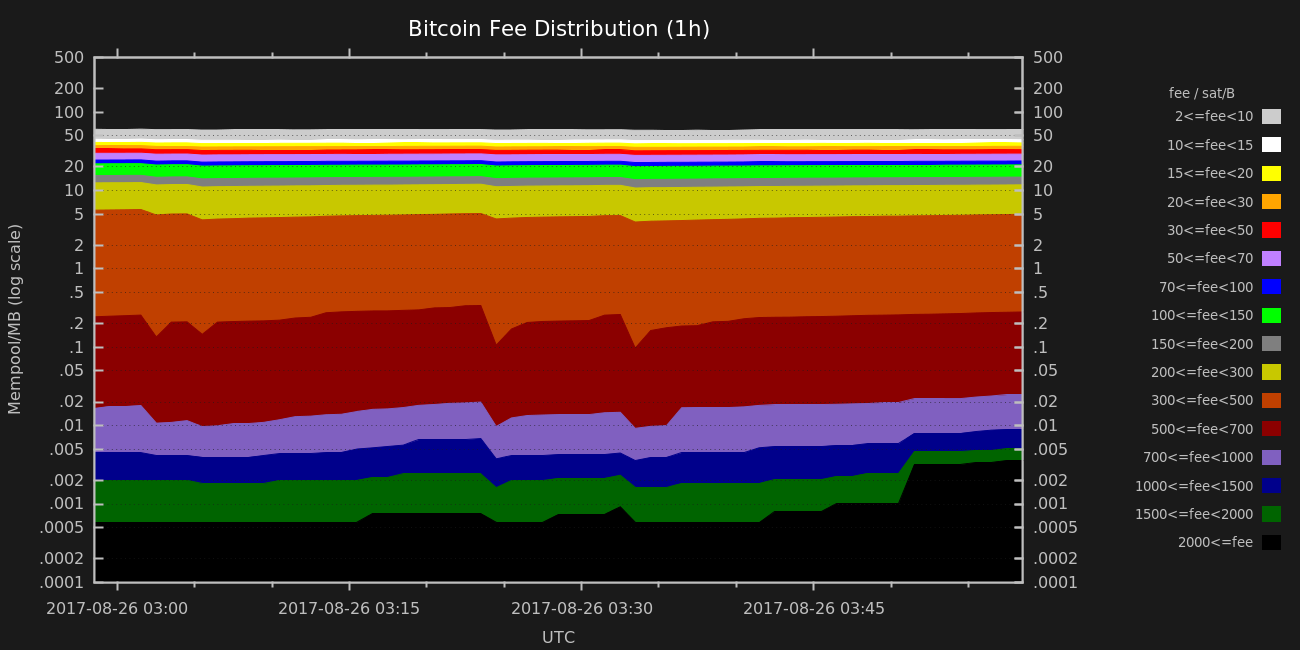 Bitcoin Fee Distribution (1h)
500
200
100
50
20
10
5
2
1
.5
.2
.1
.05
.02
.01
.005
.002
.001
.0005
.0002
.0001
Mempool/MB (log scale)
500
200
100
50
20
10
5
2
1
.5
.2
.1
.05
.02
.01
.005
.002
.001
.0005
.0002
.0001
2017-08-26 03:00
2017-08-26 03:15
2017-08-26 03:30
2017-08-26 03:45
UTC
fee / sat/B
2<=fee<10
10<=fee<15
15<=fee<20
20<=fee<30
30<=fee<50
50<=fee<70
70<=fee<100
100<=fee<150
150<=fee<200
200<=fee<300
300<=fee<500
500<=fee<700
700<=fee<1000
1000<=fee<1500
1500<=fee<2000
2000<=fee